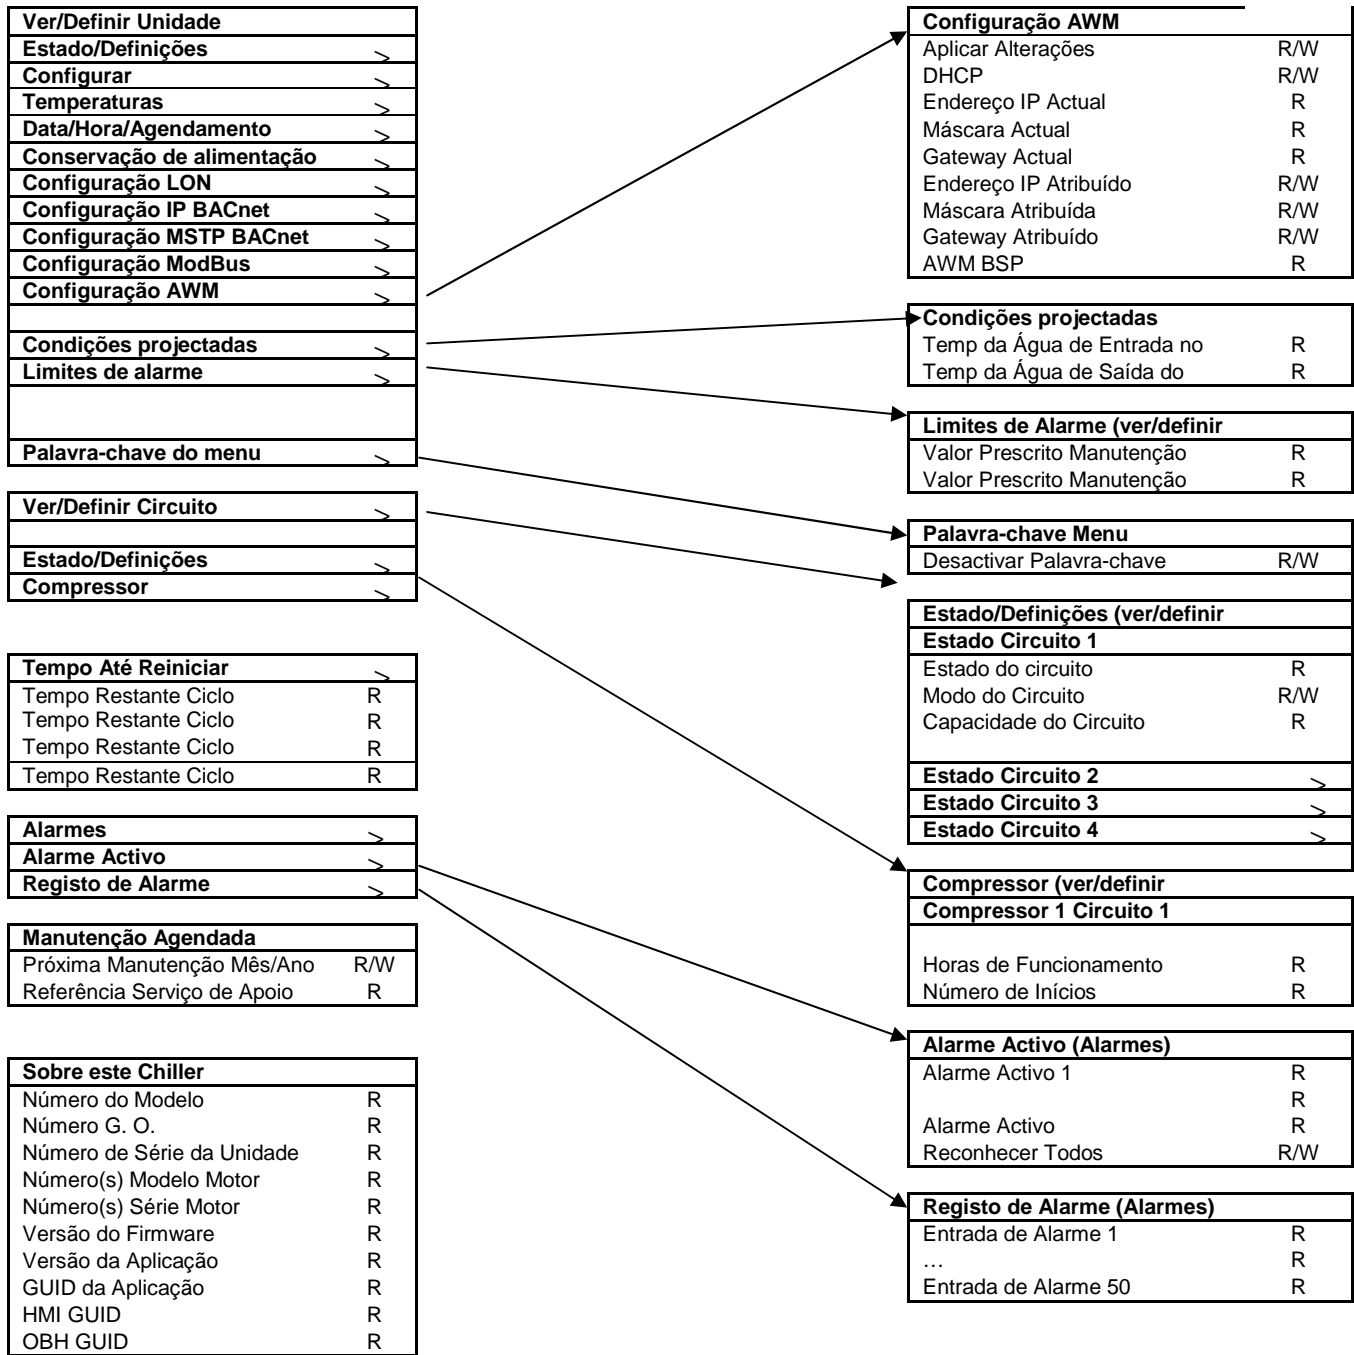 Ver/Definir Unidade
Estado/Definições >
Configurar >
Temperaturas >
Data/Hora/Agendamento >
Conservação de alimentação >
Configuração LON >
Configuração IP BACnet >
Configuração MSTP BACnet >
Configuração ModBus >
Configuração AWM >
Condições projectadas >
Limites de alarme >
Palavra-chave do menu >
Ver/Definir Circuito >
Estado/Definições >
Compressor >
Tempo Até Reiniciar >
Tempo Restante Ciclo R
Tempo Restante Ciclo R
Tempo Restante Ciclo R
Tempo Restante Ciclo R
Alarmes >
Alarme Activo >
Registo de Alarme >
Manutenção Agendada
Próxima Manutenção Mês/Ano R/W
Referência Serviço de Apoio R
Sobre este Chiller
Número do Modelo R
Número G. O. R
Número de Série da Unidade R
Número(s) Modelo Motor R
Número(s) Série Motor R
Versão do Firmware R
Versão da Aplicação R
GUID da Aplicação R
HMI GUID R
OBH GUID R
Configuração AWM
Aplicar Alterações R/W
DHCP R/W
Endereço IP Actual R
Máscara Actual R
Gateway Actual R
Endereço IP Atribuído R/W
Máscara Atribuída R/W
Gateway Atribuído R/W
AWM BSP R
Condições projectadas
Temp da Água de Entrada no R
Temp da Água de Saída do R
Limites de Alarme (ver/definir
Valor Prescrito Manutenção R
Valor Prescrito Manutenção R
Palavra-chave Menu
Desactivar Palavra-chave R/W
Estado/Definições (ver/definir
Estado Circuito 1
Estado do circuito R
Modo do Circuito R/W
Capacidade do Circuito R
Estado Circuito 2 >
Estado Circuito 3 >
Estado Circuito 4 >
Compressor (ver/definir
Compressor 1 Circuito 1
Horas de Funcionamento R
Número de Inícios R
Alarme Activo (Alarmes)
Alarme Activo 1 R
R
Alarme Activo R
Reconhecer Todos R/W
Registo de Alarme (Alarmes)
Entrada de Alarme 1 R
… R
Entrada de Alarme 50 R